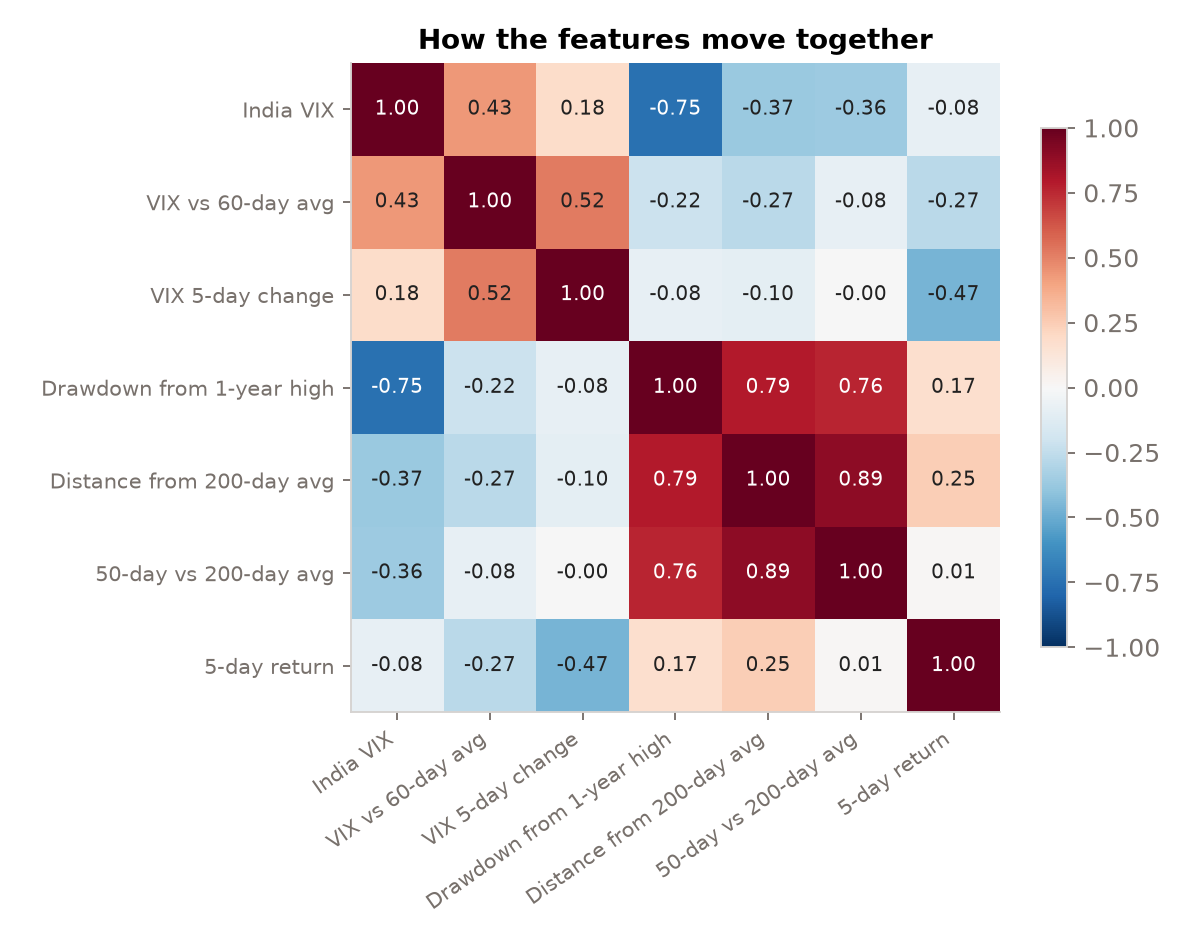 How the features move together
India VIX 1.00 0.43 0.18 -0.75 -0.37 -0.36 -0.08
VIX vs 60-day avg 0.43 1.00 0.52 -0.22 -0.27 -0.08 -0.27
VIX 5-day change 0.18 0.52 1.00 -0.08 -0.10 -0.00 -0.47
Drawdown from 1-year high -0.75 -0.22 -0.08 1.00 0.79 0.76 0.17
Distance from 200-day avg -0.37 -0.27 -0.10 0.79 1.00 0.89 0.25
50-day vs 200-day avg -0.36 -0.08 -0.00 0.76 0.89 1.00 0.01
5-day return -0.08 -0.27 -0.47 0.17 0.25 0.01 1.00
India VIX
VIX vs 60-day avg
VIX 5-day change
Drawdown from 1-year high
Distance from 200-day avg
50-day vs 200-day avg
5-day return
1.00
0.75
0.50
0.25
0.00
−0.25
−0.50
−0.75
−1.00